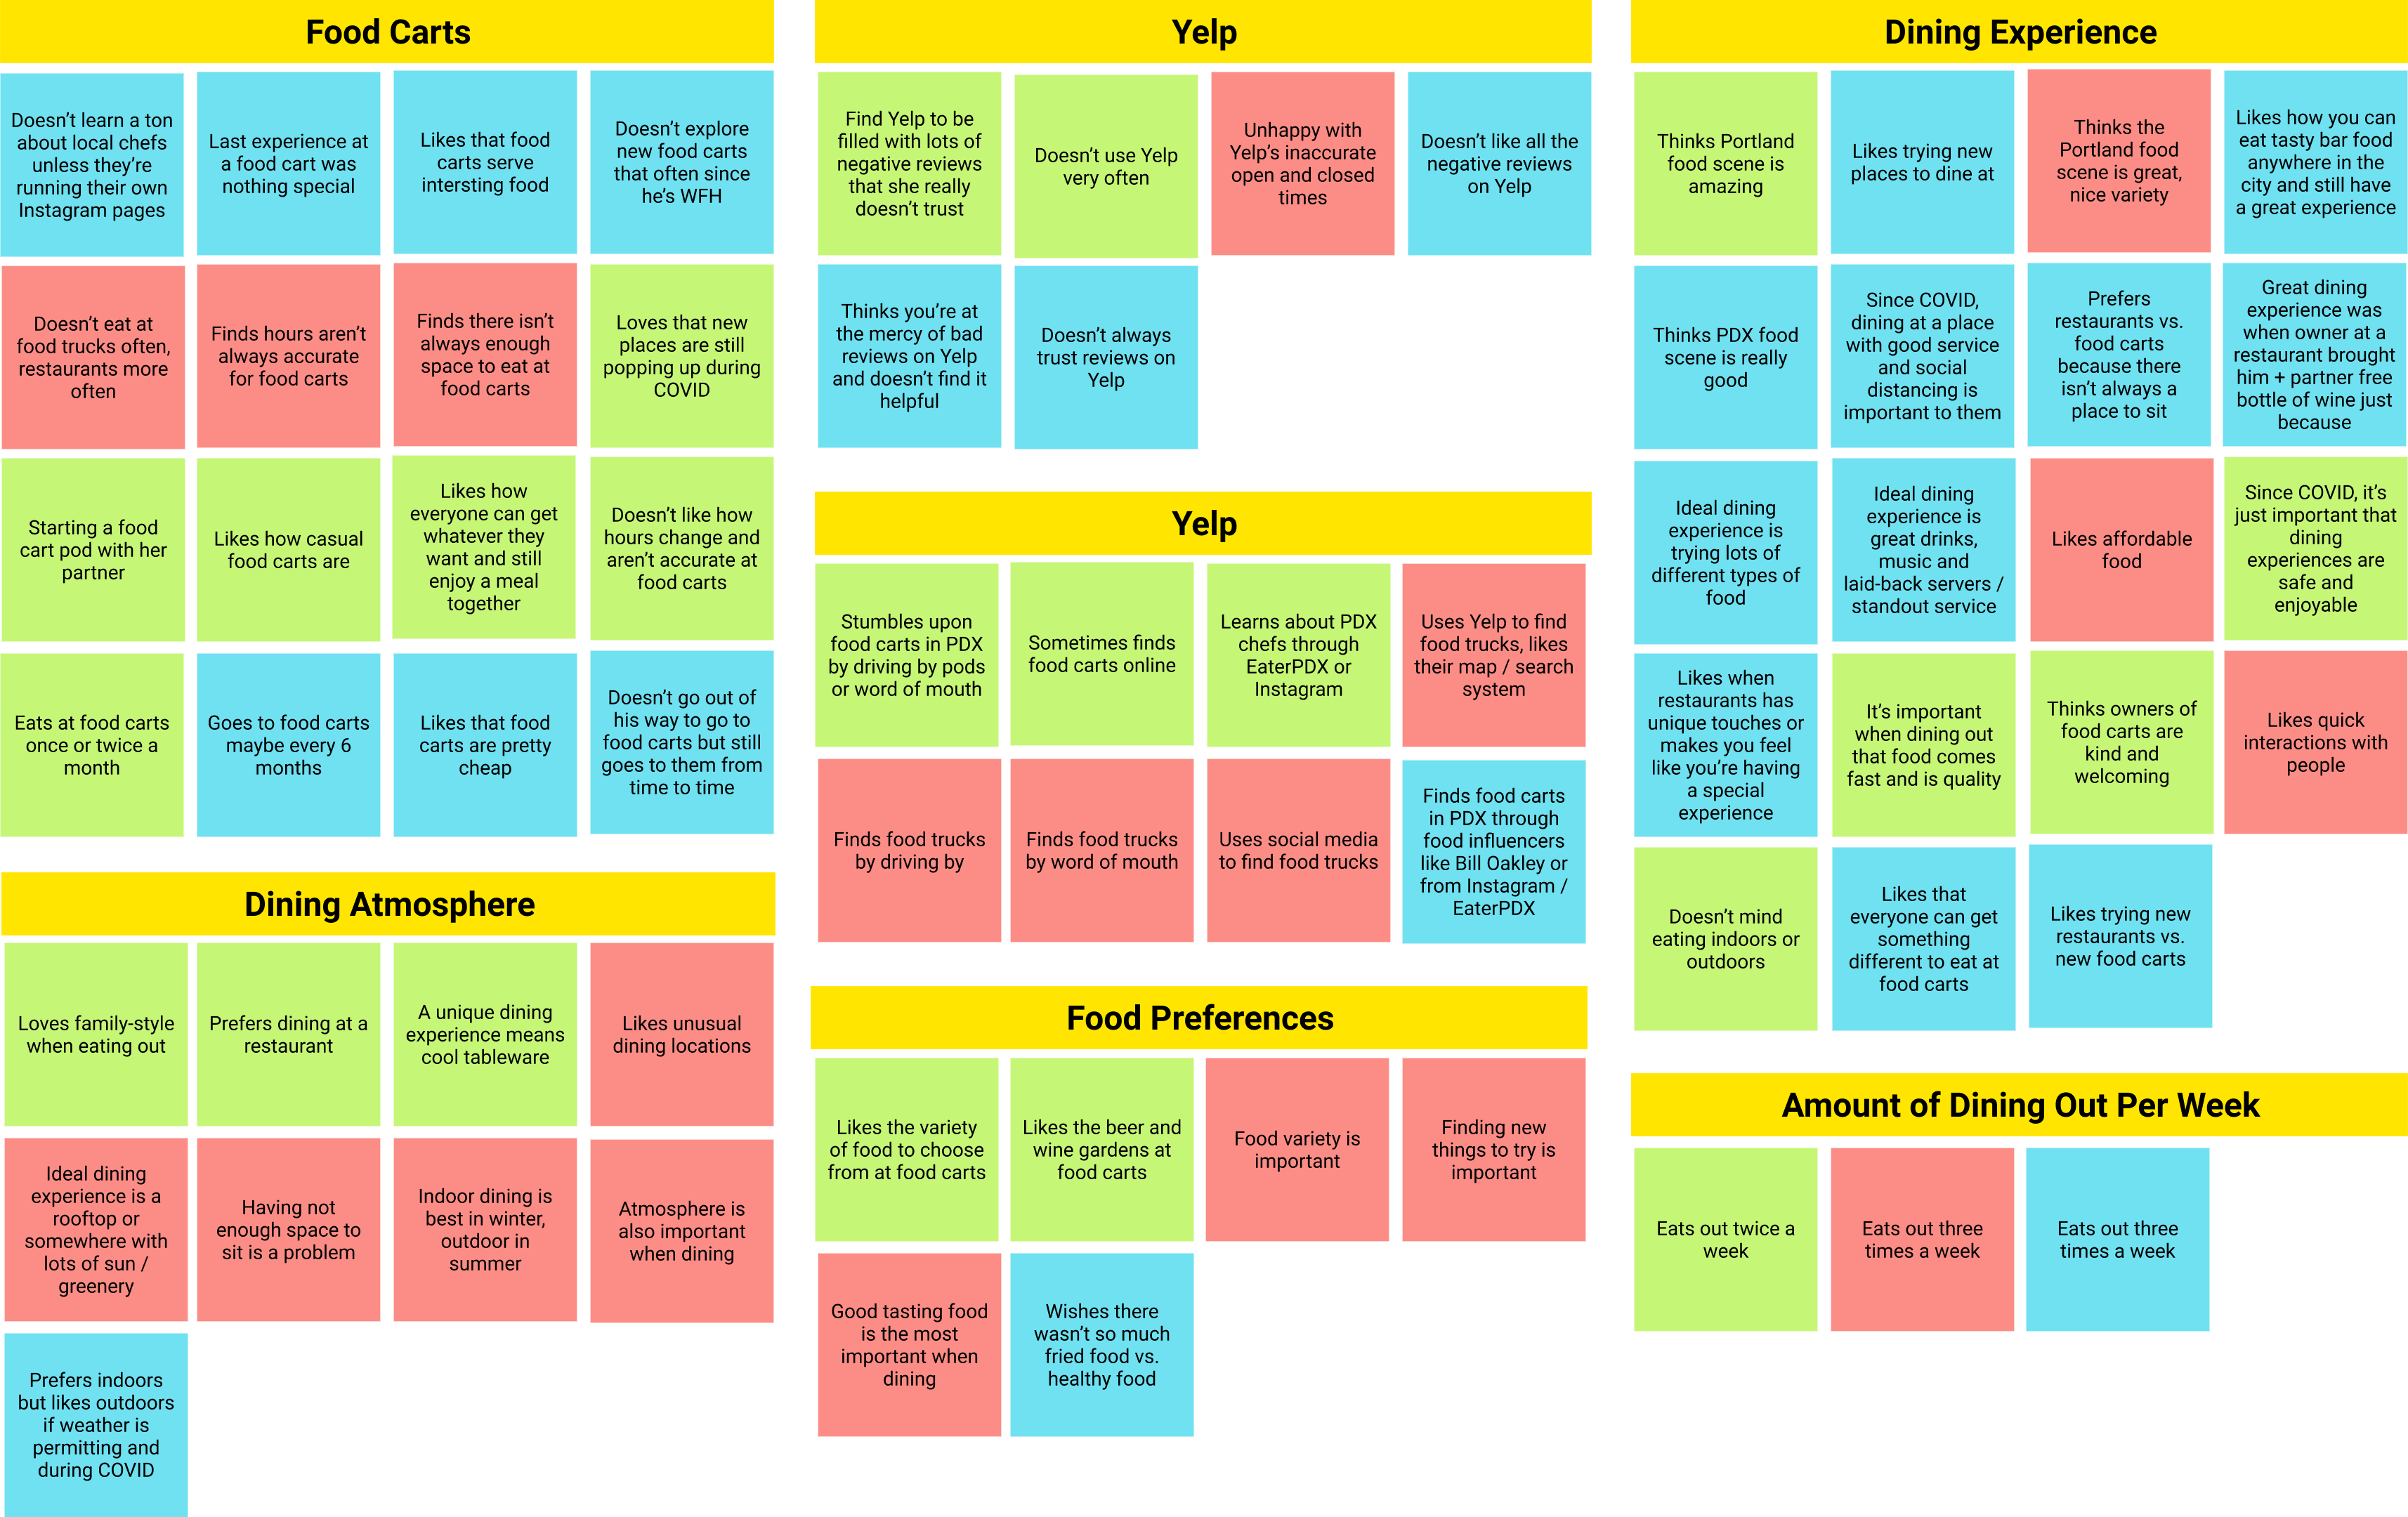 Food Carts
Doesn’t learn a ton
about local chefs
unless they’re
running their own
Instagram pages
Last experience at
a food cart was
nothing special
Likes that food
carts serve
intersting food
Doesn’t explore
new food carts
that often since
he’s WFH
Doesn’t eat at
food trucks often,
restaurants more
often
Finds hours aren’t
always accurate
for food carts
Finds there isn’t
always enough
space to eat at
food carts
Loves that new
places are still
popping up during
COVID
Starting a food
cart pod with her
partner
Likes how casual
food carts are
Likes how
everyone can get
whatever they
want and still
enjoy a meal
together
Doesn’t like how
hours change and
aren’t accurate at
food carts
Eats at food carts
once or twice a
month
Goes to food carts
maybe every 6
months
Likes that food
carts are pretty
cheap
Doesn’t go out of
his way to go to
food carts but still
goes to them from
time to time
Dining Atmosphere
Loves family-style
when eating out
Prefers dining at a
restaurant
A unique dining
experience means
cool tableware
Likes unusual
dining locations
Ideal dining
experience is a
rooftop or
somewhere with
lots of sun /
greenery
Having not
enough space to
sit is a problem
Indoor dining is
best in winter,
outdoor in
summer
Atmosphere is
also important
when dining
Prefers indoors
but likes outdoors
if weather is
permitting and
during COVID
Yelp
Find Yelp to be
filled with lots of
negative reviews
that she really
doesn’t trust
Doesn’t use Yelp
very often
Unhappy with
Yelp’s inaccurate
open and closed
times
Doesn’t like all the
negative reviews
on Yelp
Thinks you’re at
the mercy of bad
reviews on Yelp
and doesn’t find it
helpful
Doesn’t always
trust reviews on
Yelp
Yelp
Stumbles upon
food carts in PDX
by driving by pods
or word of mouth
Sometimes finds
food carts online
Learns about PDX
chefs through
EaterPDX or
Instagram
Uses Yelp to find
food trucks, likes
their map / search
system
Finds food trucks
by driving by
Finds food trucks
by word of mouth
Uses social media
to find food trucks
Finds food carts
in PDX through
food influencers
like Bill Oakley or
from Instagram /
EaterPDX
Food Preferences
Likes the variety
of food to choose
from at food carts
Likes the beer and
wine gardens at
food carts
Food variety is
important
Finding new
things to try is
important
Good tasting food
is the most
important when
dining
Wishes there
wasn’t so much
fried food vs.
healthy food
Dining Experience
Thinks Portland
food scene is
amazing
Likes trying new
places to dine at
Thinks the
Portland food
scene is great,
nice variety
Likes how you can
eat tasty bar food
anywhere in the
city and still have
a great experience
Thinks PDX food
scene is really
good
Since COVID,
dining at a place
with good service
and social
distancing is
important to them
Prefers
restaurants vs.
food carts
because there
isn’t always a
place to sit
Great dining
experience was
when owner at a
restaurant brought
him + partner free
bottle of wine just
because
Ideal dining
experience is
trying lots of
different types of
food
Ideal dining
experience is
great drinks,
music and
laid-back servers /
standout service
Likes affordable
food
Since COVID, it’s
just important that
dining
experiences are
safe and
enjoyable
Likes when
restaurants has
unique touches or
makes you feel
like you’re having
a special
experience
It’s important
when dining out
that food comes
fast and is quality
Thinks owners of
food carts are
kind and
welcoming
Likes quick
interactions with
people
Doesn’t mind
eating indoors or
outdoors
Likes that
everyone can get
something
different to eat at
food carts
Likes trying new
restaurants vs.
new food carts
Amount of Dining Out Per Week
Eats out twice a
week
Eats out three
times a week
Eats out three
times a week